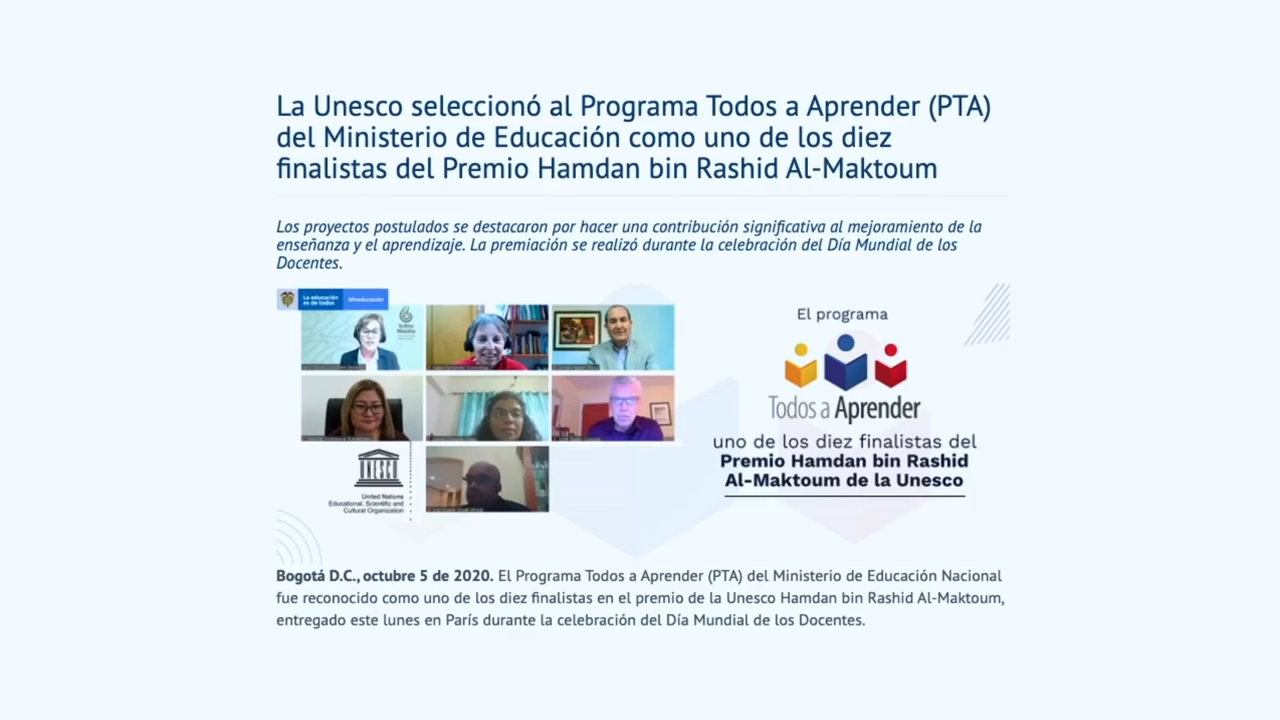 La Unesco seleccionó al Programa Todos a Aprender (PTA)
del Ministerio de Educación como uno de los diez
finalistas del Premio Hamdan bin Rashid Al-Maktoum
Los proyectos postulados se destacaron por hacer una contribución significativa al mejoramiento de la
enseñanza y el aprendizaje. La premiación se realizó durante la celebración del Día Mundial de los
Docentes.
La educación
es de todos
Mineducación
UNESCO
United Nations
Educational, Scientific and
Cultural Organization
El programa
Todos a Aprender
uno de los diez finalistas del
Premio Hamdan bin Rashid
Al-Maktoum de la Unesco
Bogotá D.C., octubre 5 de 2020. El Programa Todos a Aprender (PTA) del Ministerio de Educación Nacional
fue reconocido como uno de los diez finalistas en el premio de la Unesco Hamdan bin Rashid Al-Maktoum,
entregado este lunes en París durante la celebración del Día Mundial de los Docentes.